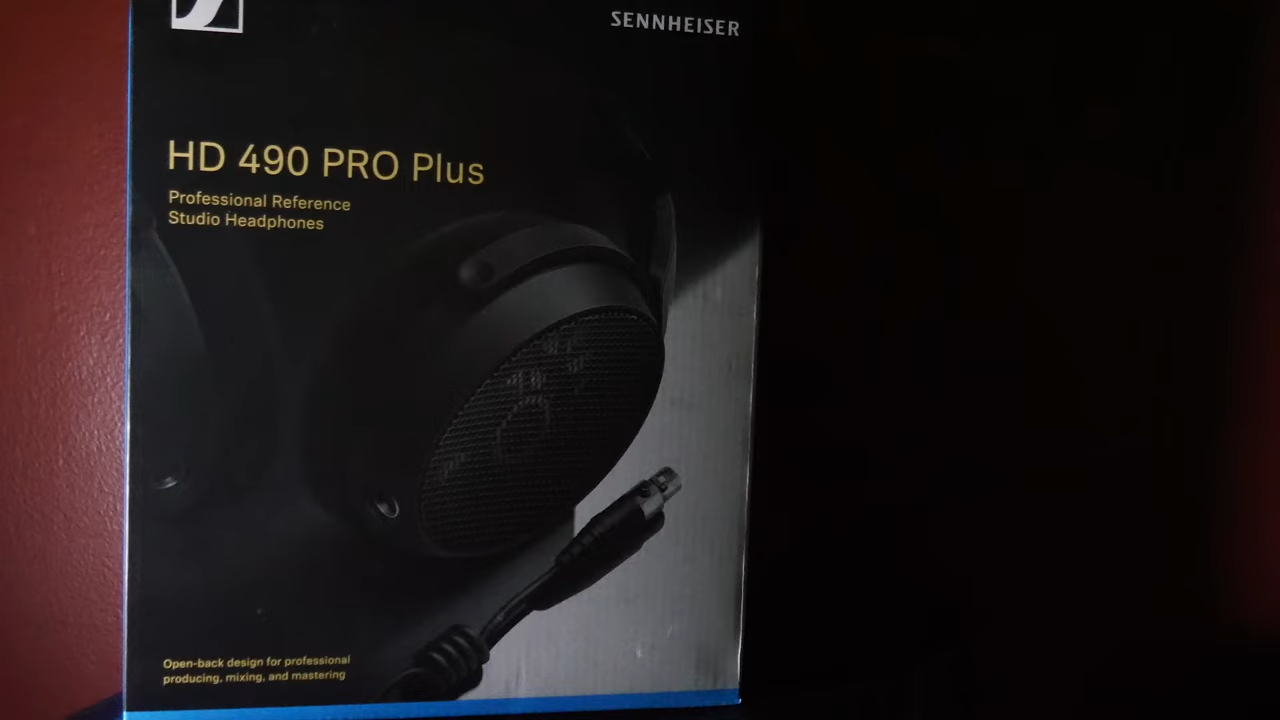 SENNHEISER
HD 490 PRO Plus
Professional Reference
Studio Headphones
Open-back design for professional
producing, mixing, and mastering